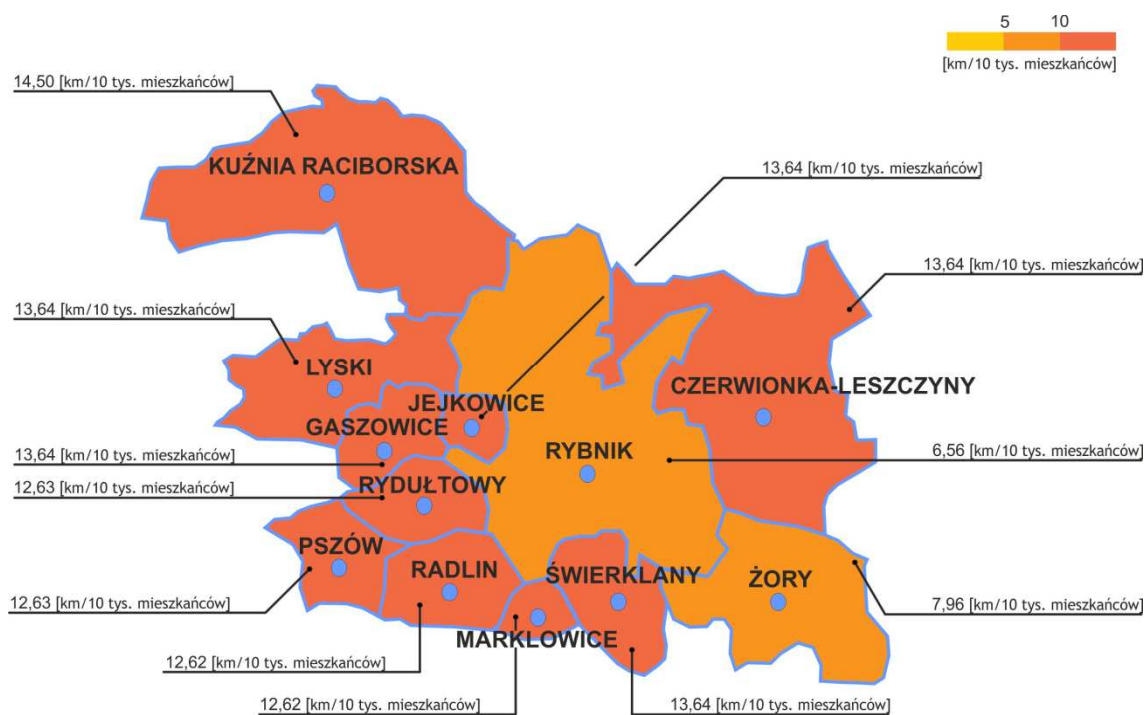 5 10
[km/10 tys. mieszkańców]
14,50 [km/10 tys. mieszkańców]
KUŹNIA RACIBORSKA
13,64 [km/10 tys. mieszkańców]
13,64 [km/10 tys. mieszkańców]
13,64 [km/10 tys. mieszkańców]
LYSKI
CZERWIONKA-LESZCZYNY
JEJKOWICE
GASZOWICE
RYBNIK
13,64 [km/10 tys. mieszkańców]
6,56 [km/10 tys. mieszkańców]
12,63 [km/10 tys. mieszkańców]
RYDUŁTOWY
PSZÓW
RADLIN
ŚWIERKLANY
ŻORY
12,63 [km/10 tys. mieszkańców]
7,96 [km/10 tys. mieszkańców]
MARKLOWICE
12,62 [km/10 tys. mieszkańców]
12,62 [km/10 tys. mieszkańców]
13,64 [km/10 tys. mieszkańców]